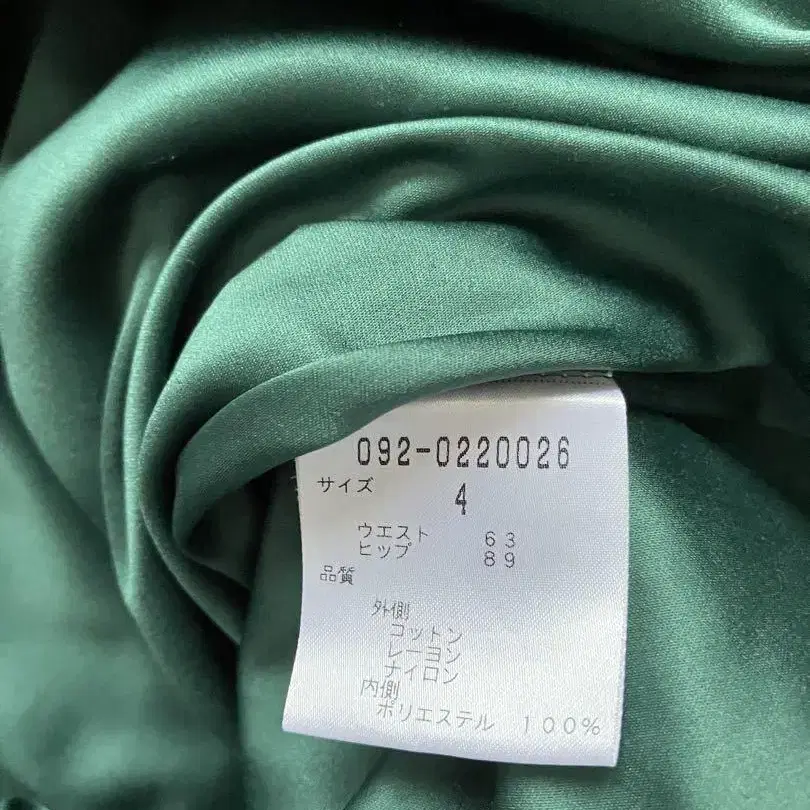 092-0220026
サイズ
4
ウエスト 63
ヒップ 89
品質
外側
コットン
レーヨン
ナイロン
内側
ポリエステル 100%